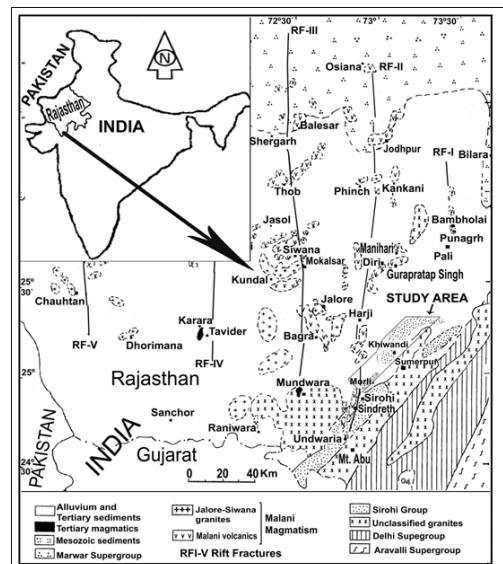 72°30'
73°
73°30'
RF-III
N
PAKISTAN
Rajasthan
INDIA
Osiana
RF-II
Balesar
Shergarh
Jodhpur
RF-I
Bilara
Thob
Phinch
Kankani
Bambholai
Jasol
Punagrh
Siwana
Manihari
Pali
Mokalsar
Diri
Kundal
Gurapratap Singh
25°
30'
Chauhtan
Jalore
STUDY AREA
Karara
Harji
Tavider
Bagra
Khiwandi
RF-V
Dhorimana
RF-IV
Sumerpur
25°
Rajasthan
Mundwara
Morli
Sirohi
Sanchor
Sindreth
Raniwara
PAKISTAN
INDIA
Undwaria
Gujarat
Mt. Abu
24°
30'
0 20 40 Km
Guj.
Alluvium and
Tertiary sediments
Tertiary magmatics
Mesozoic sediments
Marwar Supergroup
Jalore-Siwana
granites
Malani volcanics
Malani
Magmatism
RFI-V Rift Fractures
Sirohi Group
Unclassified granites
Delhi Supegroup
Aravalli Supergroup